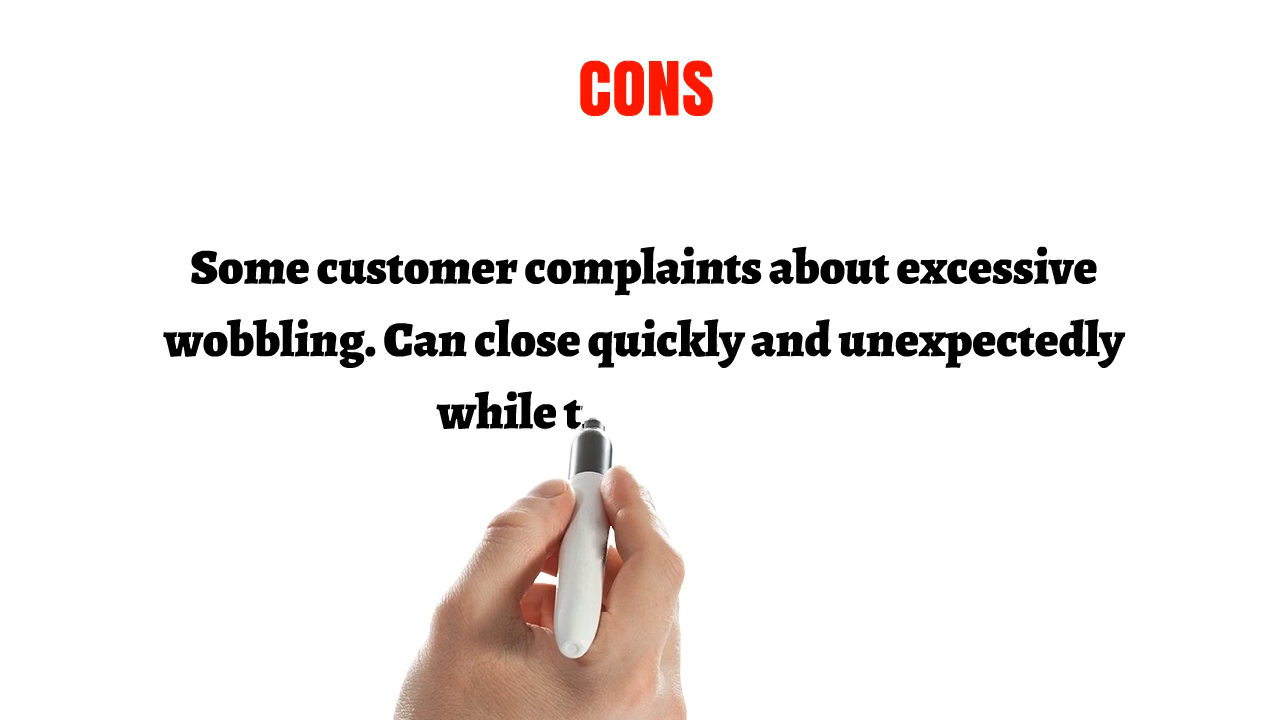 CONS
Some customer complaints about excessive
wobbling. Can close quickly and unexpectedly
while